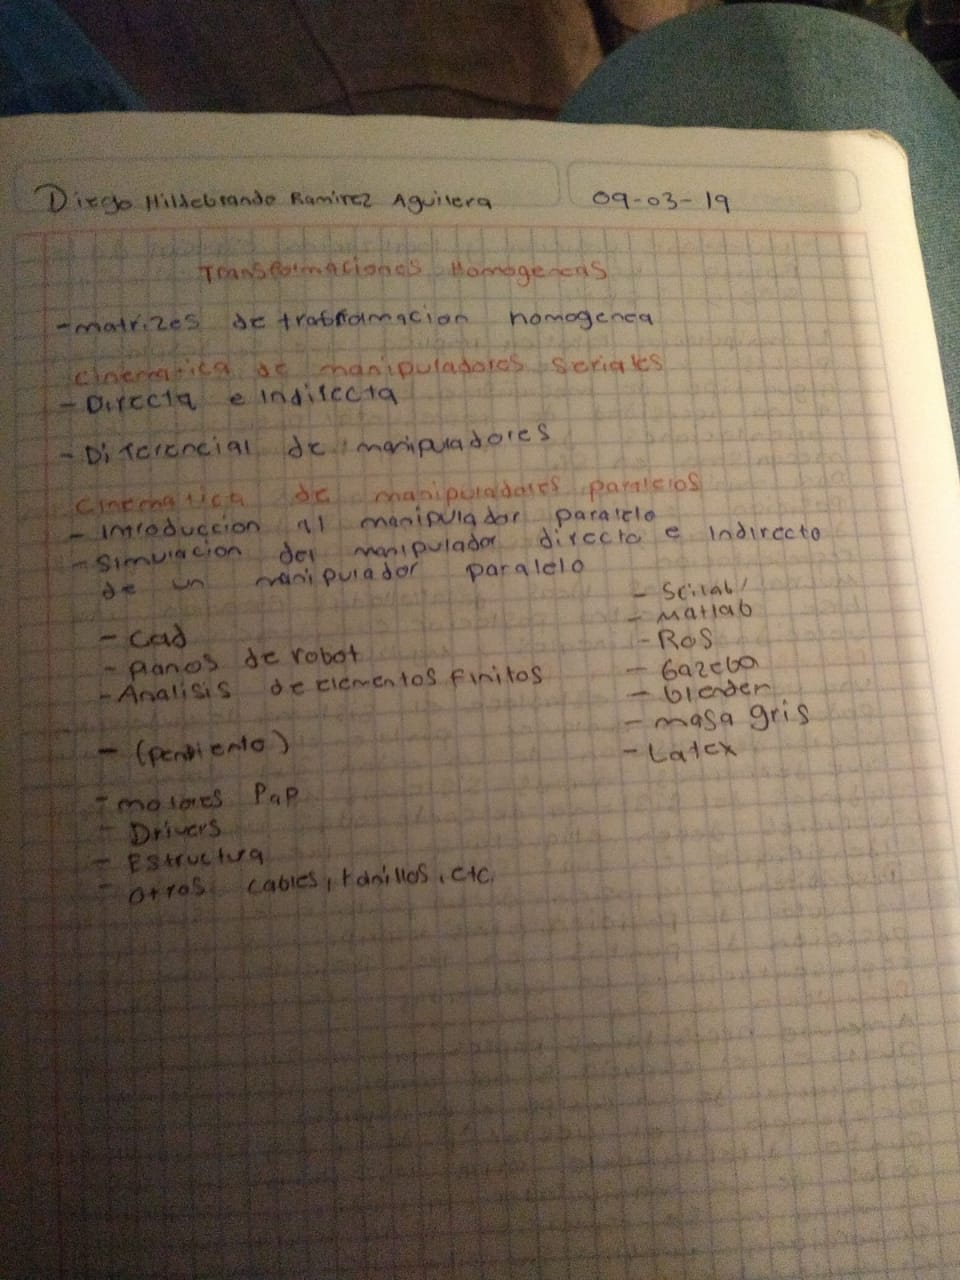 Diego Hildebrando Ramirez Aguilera
09-03-19
Transformaciones Homogeneas
-matrizes de transformacion homogenea
cinematica de manipuladores seriales
- Directa e Indirecta
- Diferencial de manipuladores
cinematica de manipuladores paralelos
- introduccion al manipulador paralelo
- simulacion del manipulador directo e Indirecto
de un manipulador paralelo
- cad
- planos de robot
- Analisis de elementos finitos
- (pendiente)
- motores PaP
- Drivers
- Estructura
- otros cables, tornillos, etc.
- Scilab/
- Matlab
- ROS
- Gazebo
- blender
- masa gris
- Latex